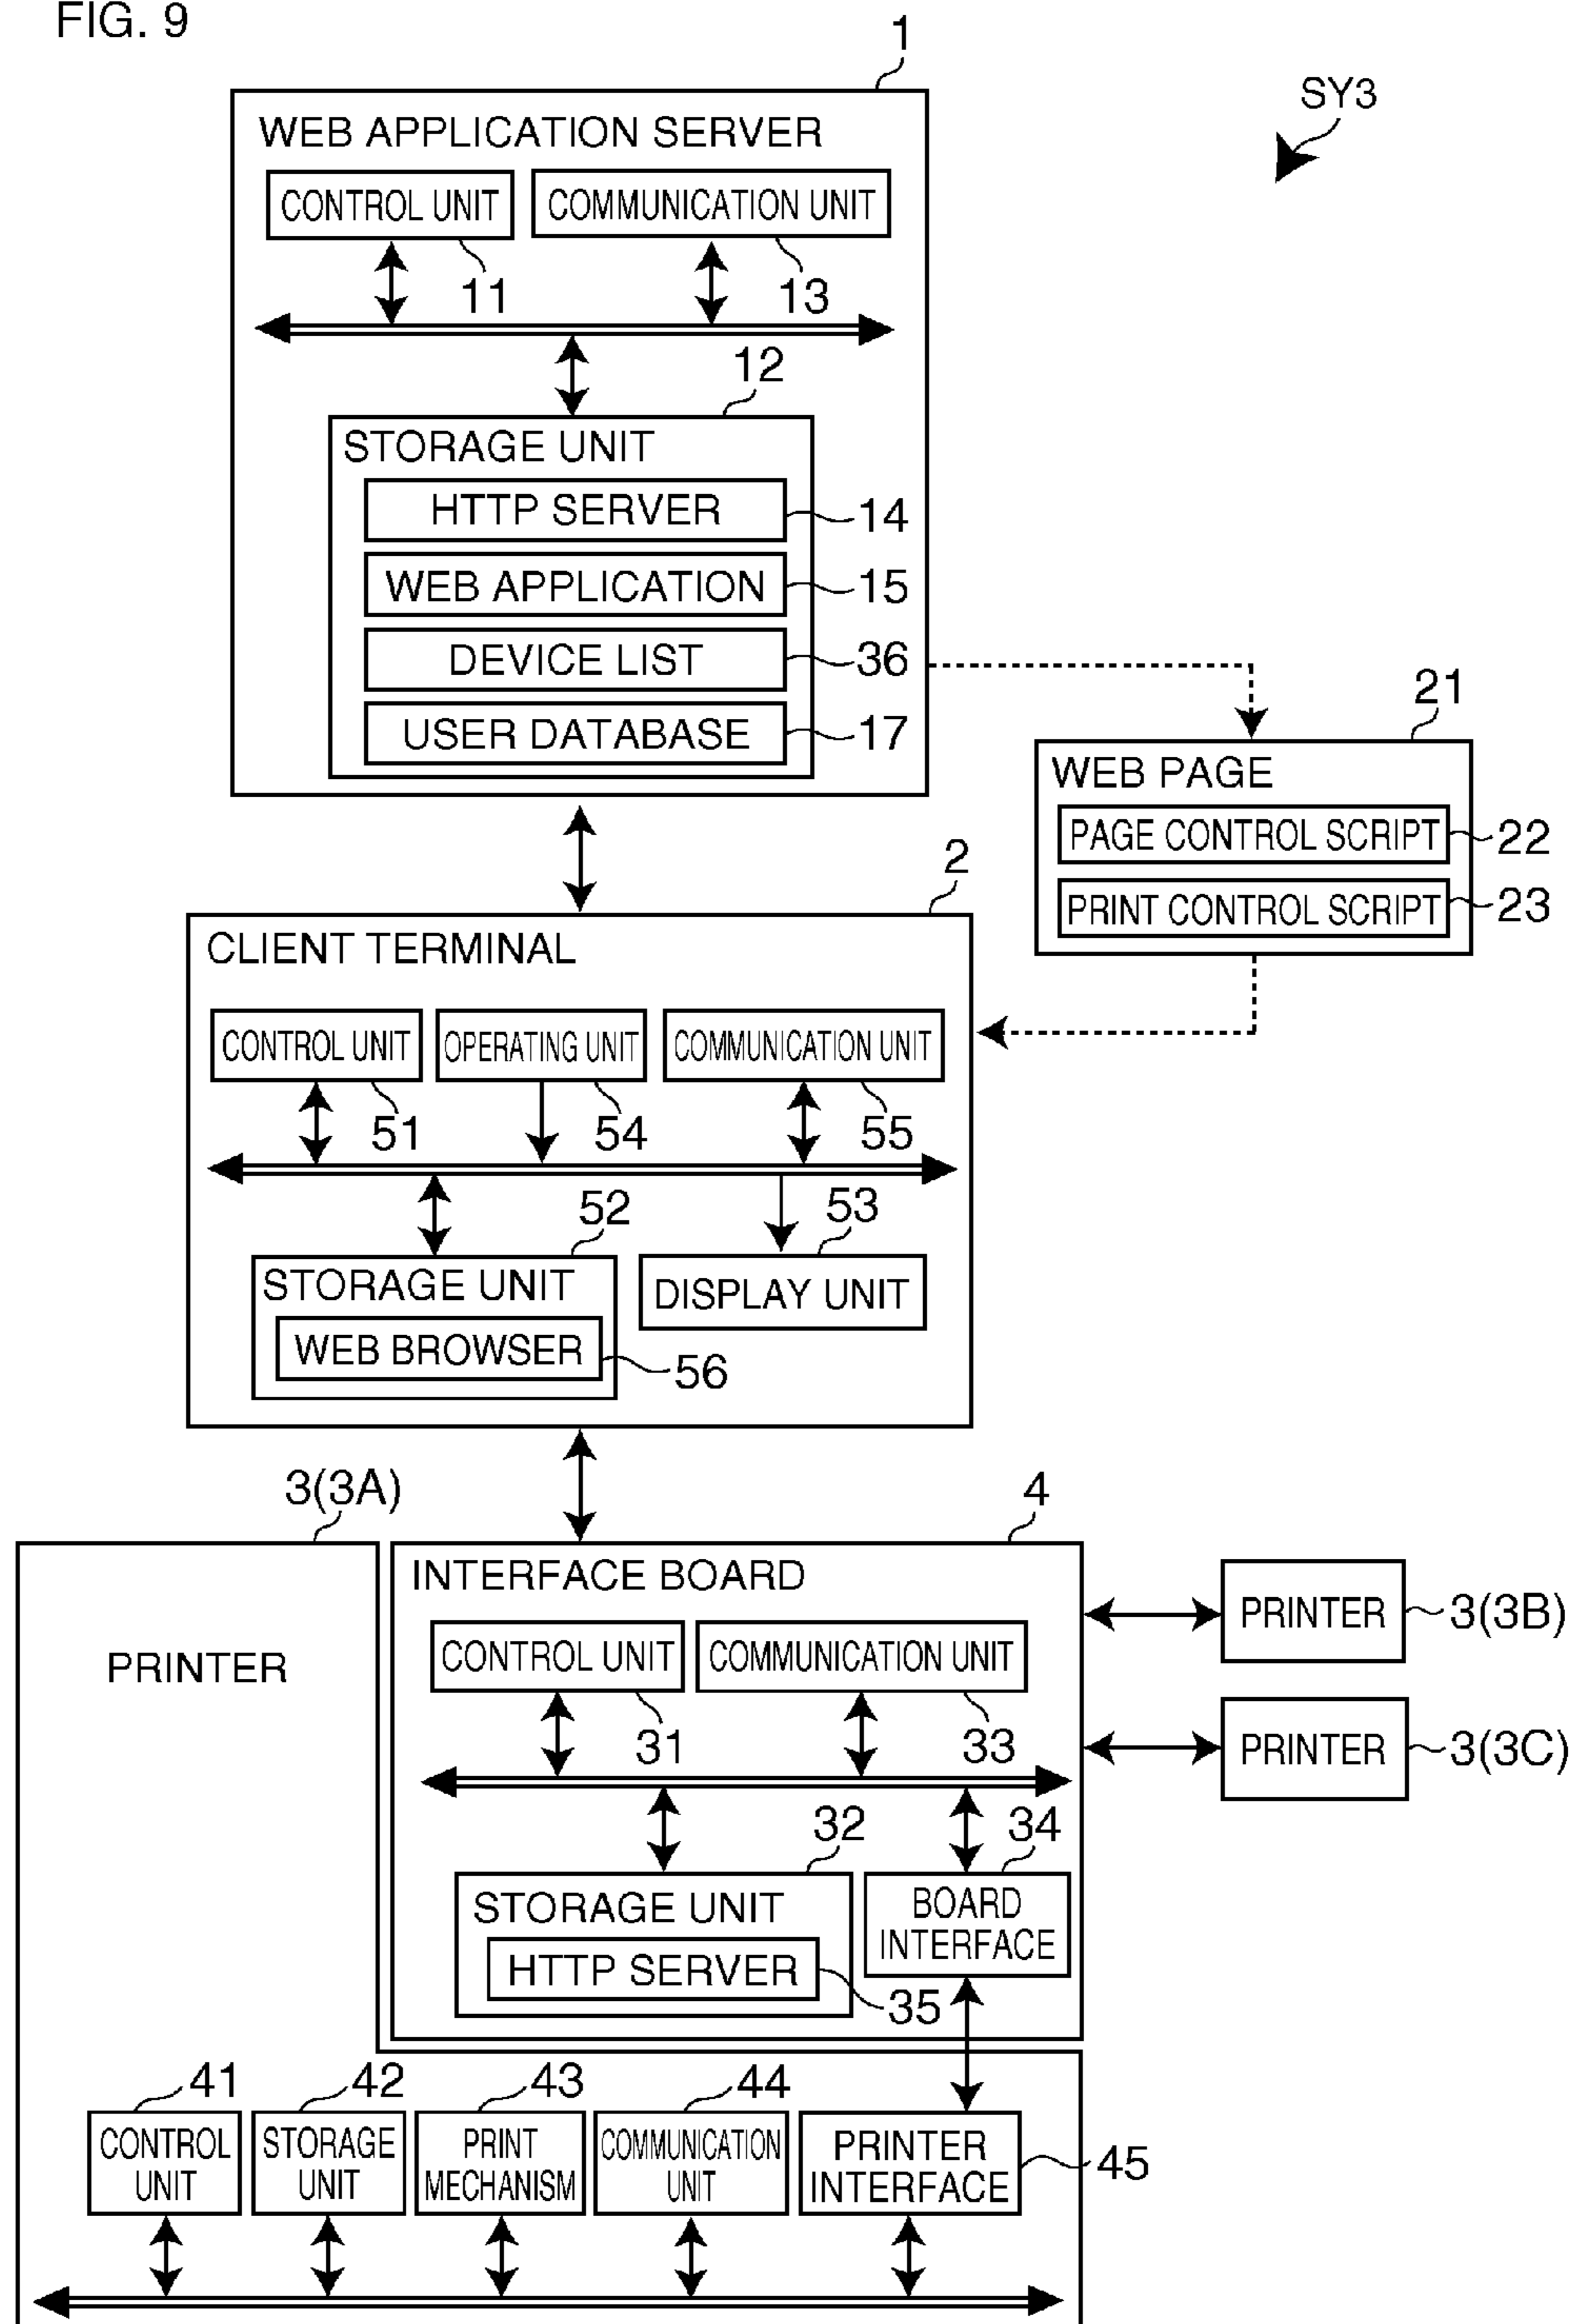 FIG. 9
1
SY3
WEB APPLICATION SERVER
CONTROL UNIT
COMMUNICATION UNIT
11
13
12
STORAGE UNIT
HTTP SERVER
14
WEB APPLICATION
15
DEVICE LIST
36
USER DATABASE
17
21
WEB PAGE
PAGE CONTROL SCRIPT
22
PRINT CONTROL SCRIPT
23
2
CLIENT TERMINAL
CONTROL UNIT
OPERATING UNIT
COMMUNICATION UNIT
51
54
55
52
53
STORAGE UNIT
DISPLAY UNIT
WEB BROWSER
56
3(3A)
4
PRINTER
INTERFACE BOARD
CONTROL UNIT
COMMUNICATION UNIT
31
33
PRINTER
3(3B)
PRINTER
3(3C)
32
34
STORAGE UNIT
HTTP SERVER
35
BOARD
INTERFACE
41
42
43
44
CONTROL
UNIT
STORAGE
UNIT
PRINT
MECHANISM
COMMUNICATION
UNIT
PRINTER
INTERFACE
45